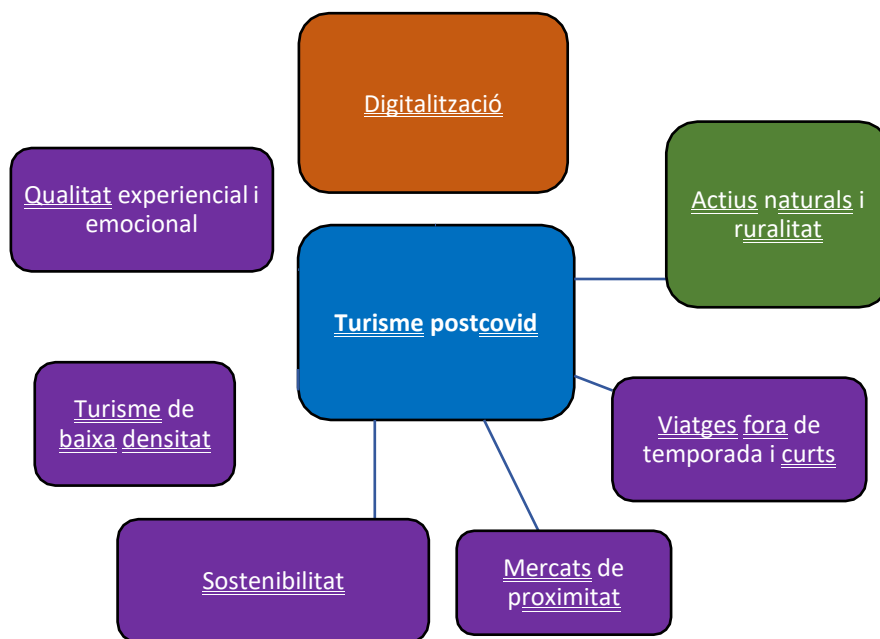 Digitalització
Qualitat experiencial i
emocional
Actius naturals i
ruralitat
Turisme postcovid
Turisme de
baixa densitat
Viatges fora de
temporada i curts
Sostenibilitat
Mercats de
proximitat